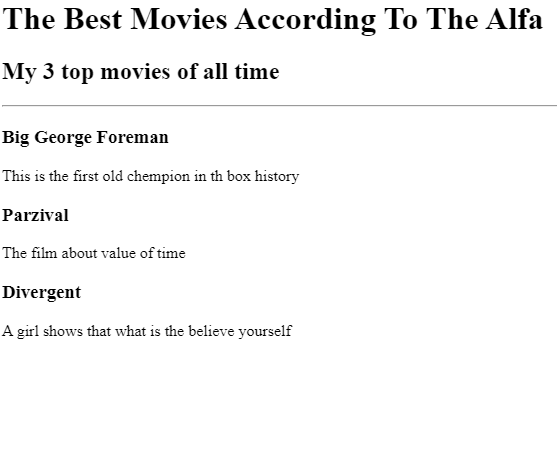 The Best Movies According To The Alfa
My 3 top movies of all time
Big George Foreman
This is the first old chempion in th box history
Parzival
The film about value of time
Divergent
A girl shows that what is the believe yourself